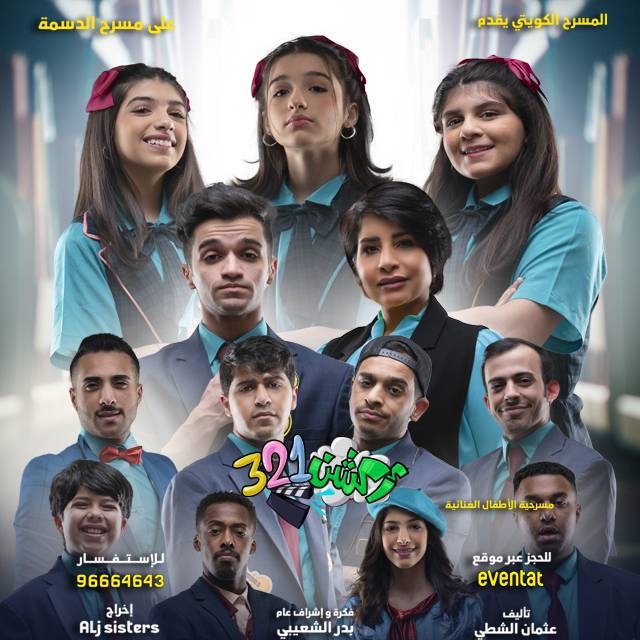 المسرح الكويتي يقدم
على مسرح الدسمة
321 أكشن
مسرحية الأطفال الغنائية
للحجز عبر موقع
eventat
للإستفسار
96664643
تأليف
عثمان الشطي
فكرة و إشراف عام
بدر الشعيبي
إخراج
ALj sisters